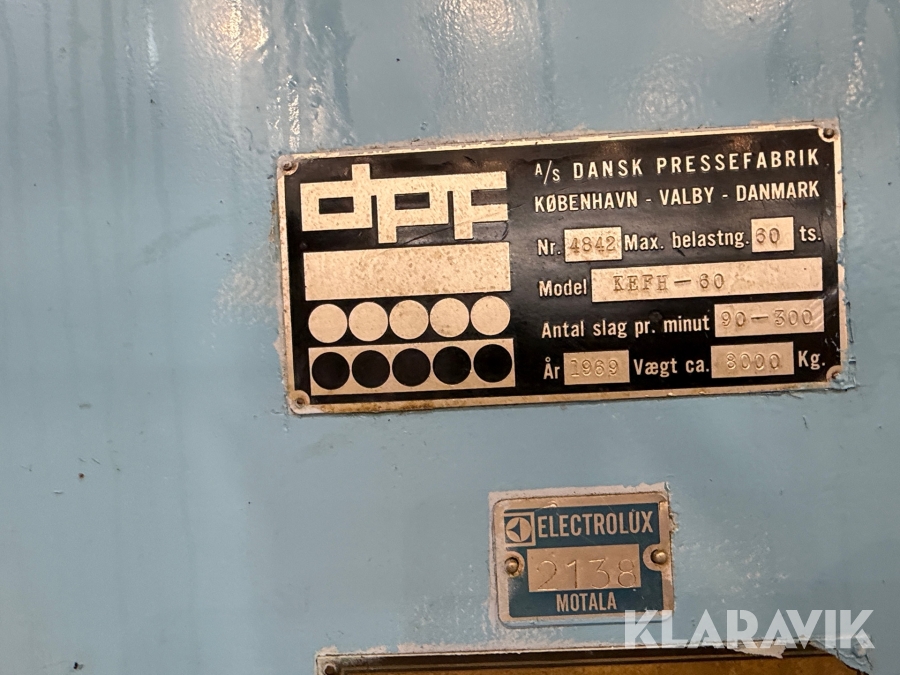 dpf
A/S DANSK PRESSEFABRIK
KØBENHAVN - VALBY - DANMARK
Nr. 4842 Max. belastng. 60 ts.
Model KEFH-60
Antal slag pr. minut 90-300
År 1969 Vægt ca. 8000 Kg.
ELECTROLUX
2138
MOTALA
KLARAVIK